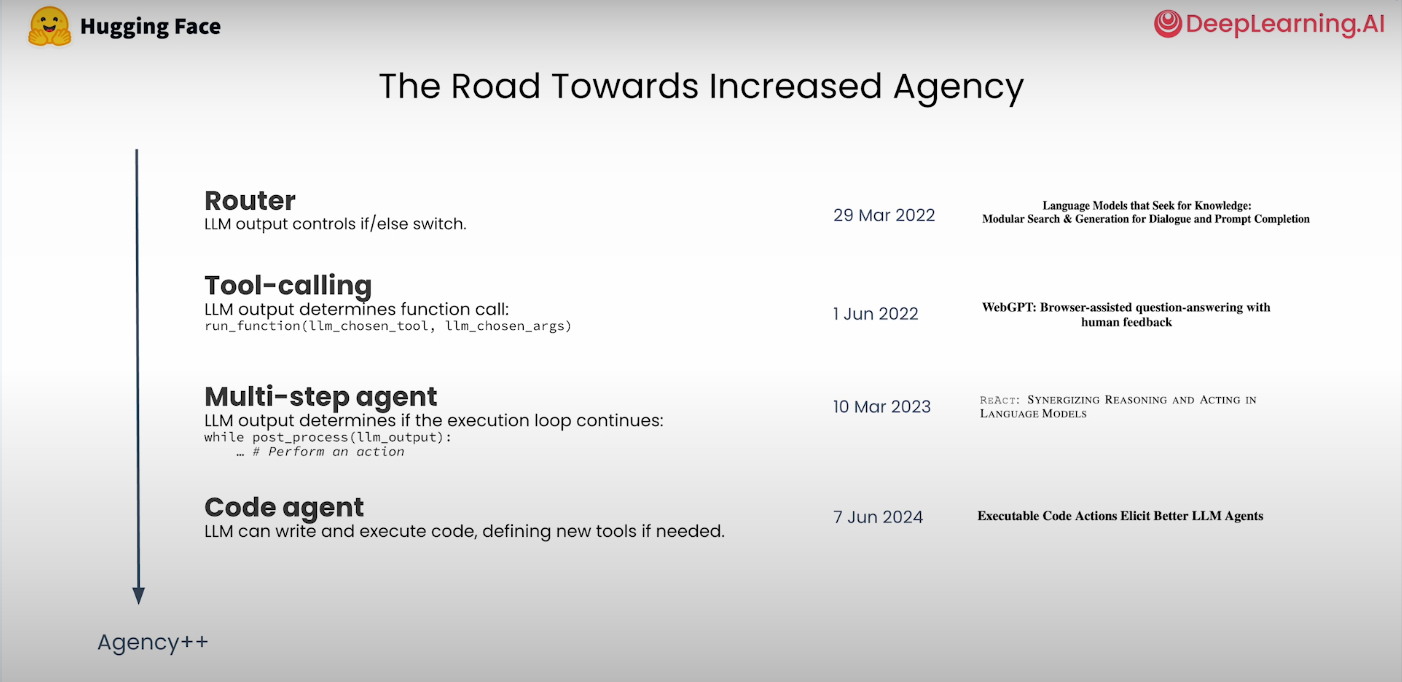 Hugging Face
DeepLearning.AI
The Road Towards Increased Agency
Router
LLM output controls if/else switch.
29 Mar 2022
Language Models that Seek for Knowledge:
Modular Search & Generation for Dialogue and Prompt Completion
Tool-calling
LLM output determines function call:
run_function(llm_chosen_tool, llm_chosen_args)
1 Jun 2022
WebGPT: Browser-assisted question-answering with
human feedback
Multi-step agent
LLM output determines if the execution loop continues:
while post_process(llm_output):
… # Perform an action
10 Mar 2023
REACT: SYNERGIZING REASONING AND ACTING IN
LANGUAGE MODELS
Code agent
LLM can write and execute code, defining new tools if needed.
7 Jun 2024
Executable Code Actions Elicit Better LLM Agents
Agency++